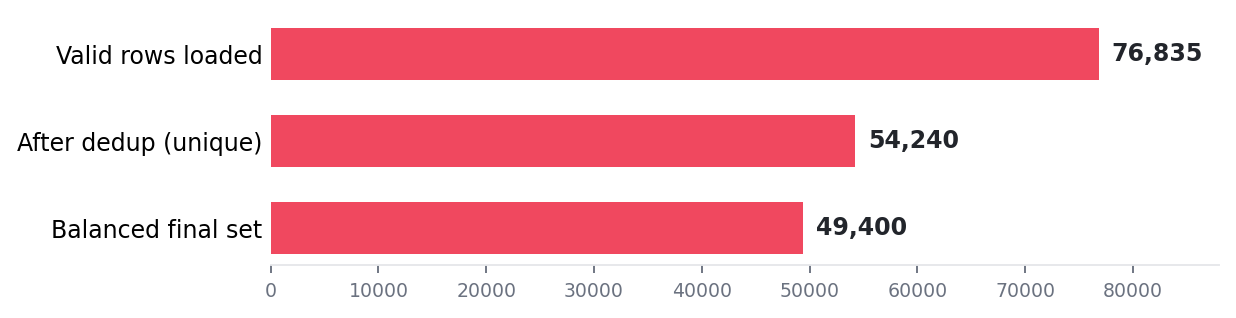 Valid rows loaded 76,835
After dedup (unique) 54,240
Balanced final set 49,400
0 10000 20000 30000 40000 50000 60000 70000 80000